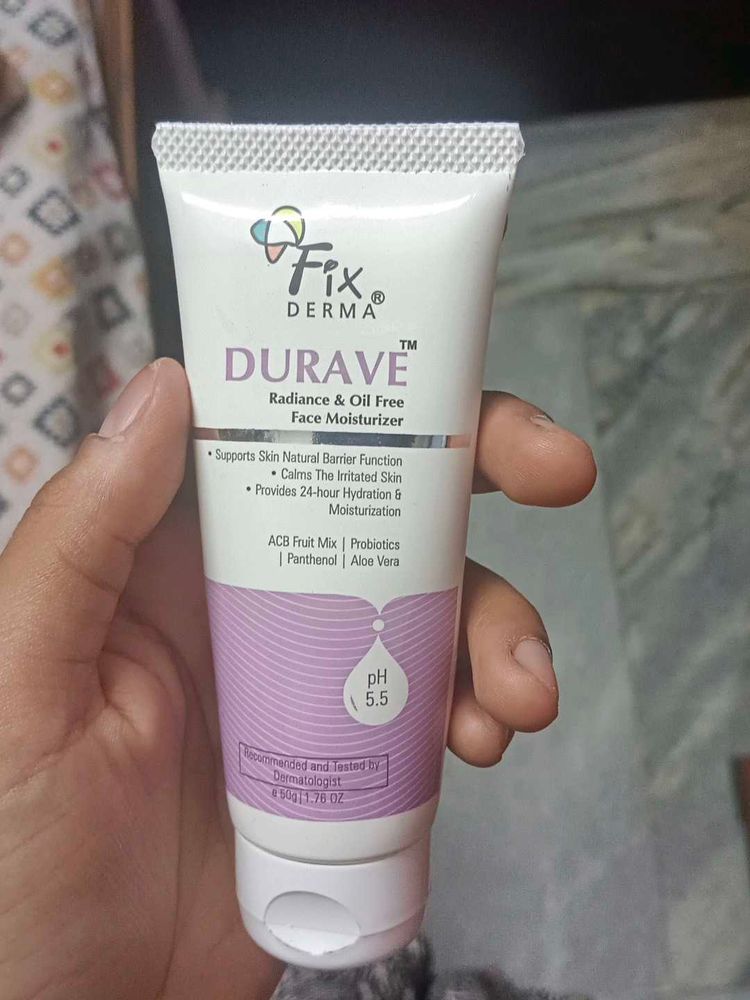 Fix
DERMA®
DURAVE™
Radiance & Oil Free
Face Moisturizer
• Supports Skin Natural Barrier Function
• Calms The Irritated Skin
• Provides 24-hour Hydration &
Moisturization
ACB Fruit Mix | Probiotics
| Panthenol | Aloe Vera
pH
5.5
Recommended and Tested by
Dermatologist
e 50g | 1.76 OZ